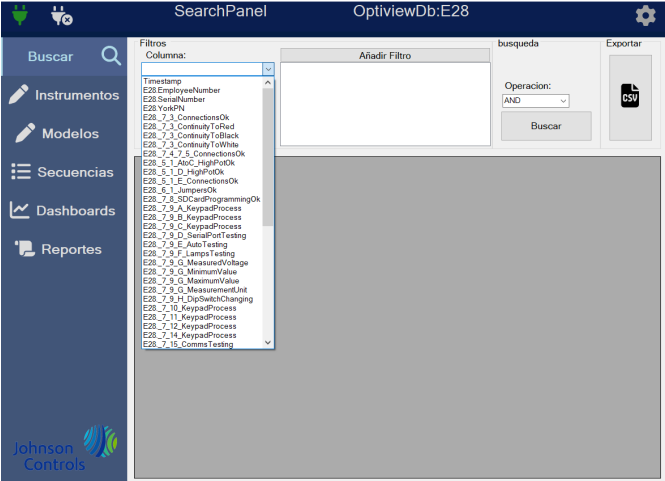 SearchPanel OptiviewDb:E28
Buscar
Instrumentos
Modelos
Secuencias
Dashboards
Reportes
Johnson
Controls
Filtros
Columna:
Añadir Filtro
Timestamp
E28.EmployeeNumber
E28.SerialNumber
E28.YorkPN
E28._7_3_ConnectionsOk
E28._7_3_ContinuityToRed
E28._7_3_ContinuityToBlack
E28._7_3_ContinuityToWhite
E28._7_4_7_5_ConnectionsOk
E28._5_1_AtoC_HighPotOk
E28._5_1_D_HighPotOk
E28._5_1_E_ConnectionsOk
E28._6_1_JumpersOk
E28._7_8_SDCardProgrammingOk
E28._7_9_A_KeypadProcess
E28._7_9_B_KeypadProcess
E28._7_9_C_KeypadProcess
E28._7_9_D_SerialPortTesting
E28._7_9_E_AutoTesting
E28._7_9_F_LampsTesting
E28._7_9_G_MeasuredVoltage
E28._7_9_G_MinimumValue
E28._7_9_G_MaximumValue
E28._7_9_G_MeasurementUnit
E28._7_9_H_DipSwitchChanging
E28._7_10_KeypadProcess
E28._7_11_KeypadProcess
E28._7_12_KeypadProcess
E28._7_14_KeypadProcess
E28._7_15_CommsTesting
busqueda
Operacion:
AND
Buscar
Exportar
CSV